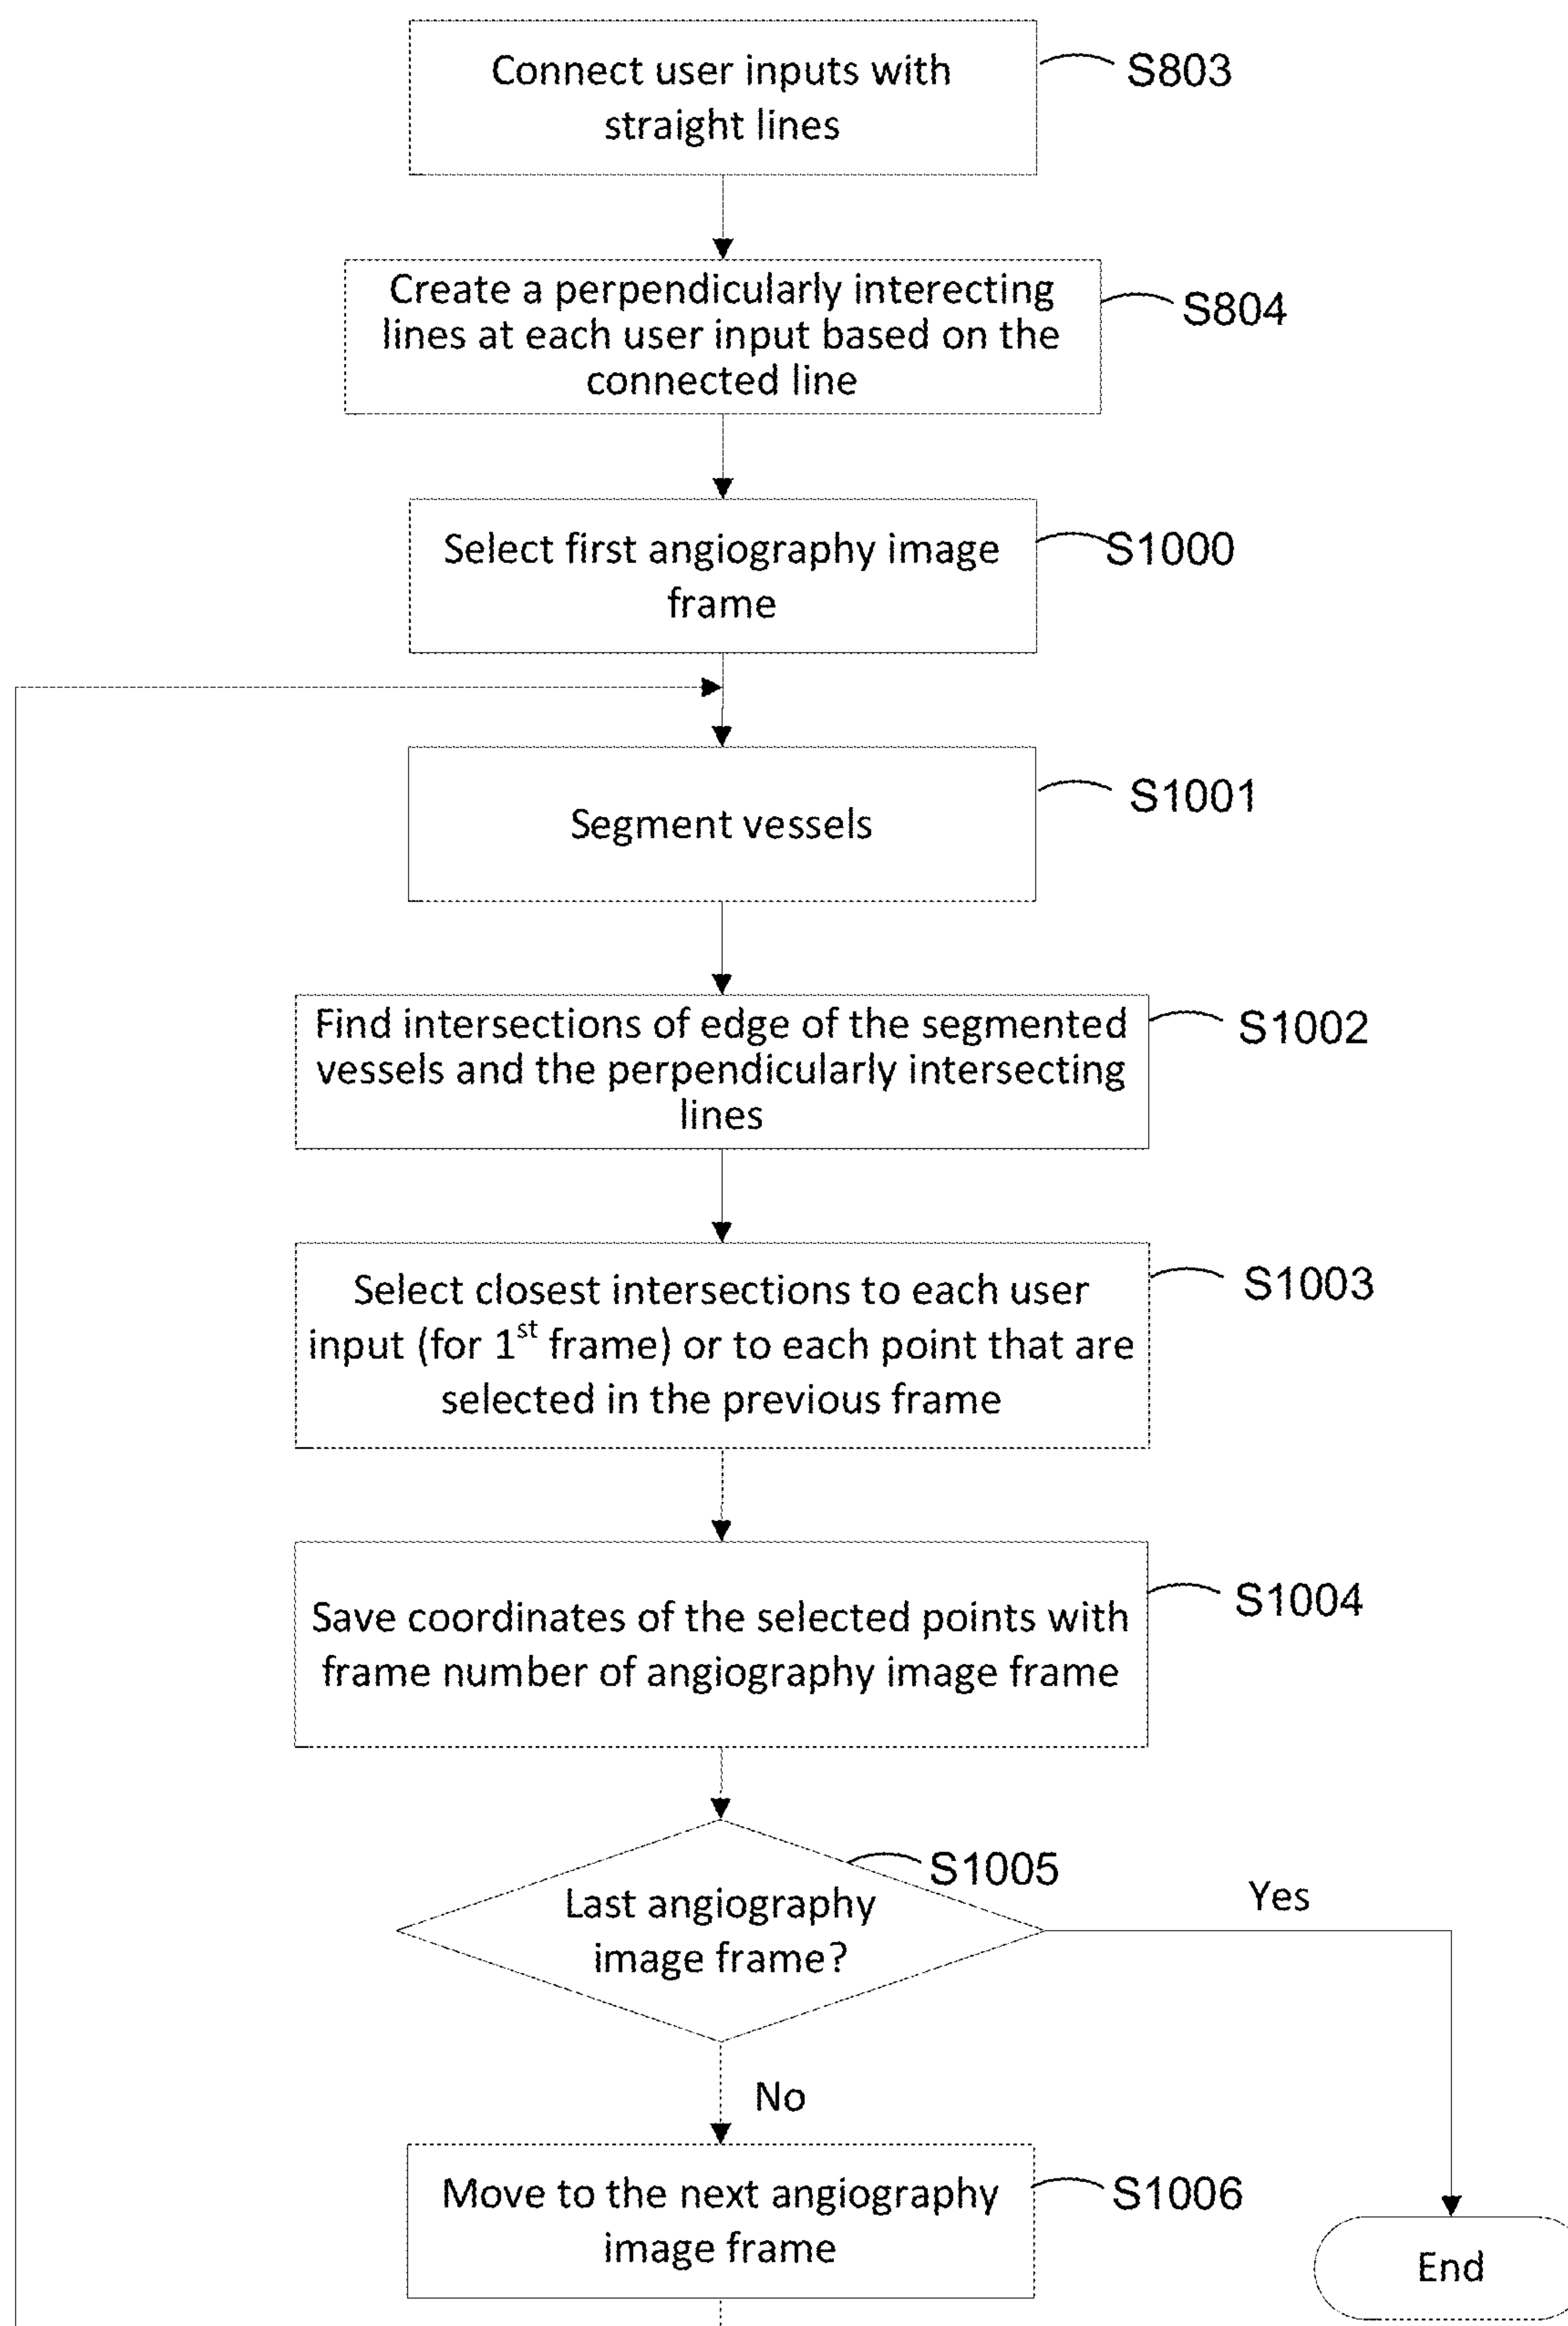 Connect user inputs with
straight lines
S803
Create a perpendicularly interecting
lines at each user input based on the
connected line
S804
Select first angiography image
frame
S1000
Segment vessels
S1001
Find intersections of edge of the segmented
vessels and the perpendicularly intersecting
lines
S1002
Select closest intersections to each user
input (for 1st frame) or to each point that are
selected in the previous frame
S1003
Save coordinates of the selected points with
frame number of angiography image frame
S1004
Last angiography
image frame?
S1005
Yes
No
Move to the next angiography
image frame
S1006
End